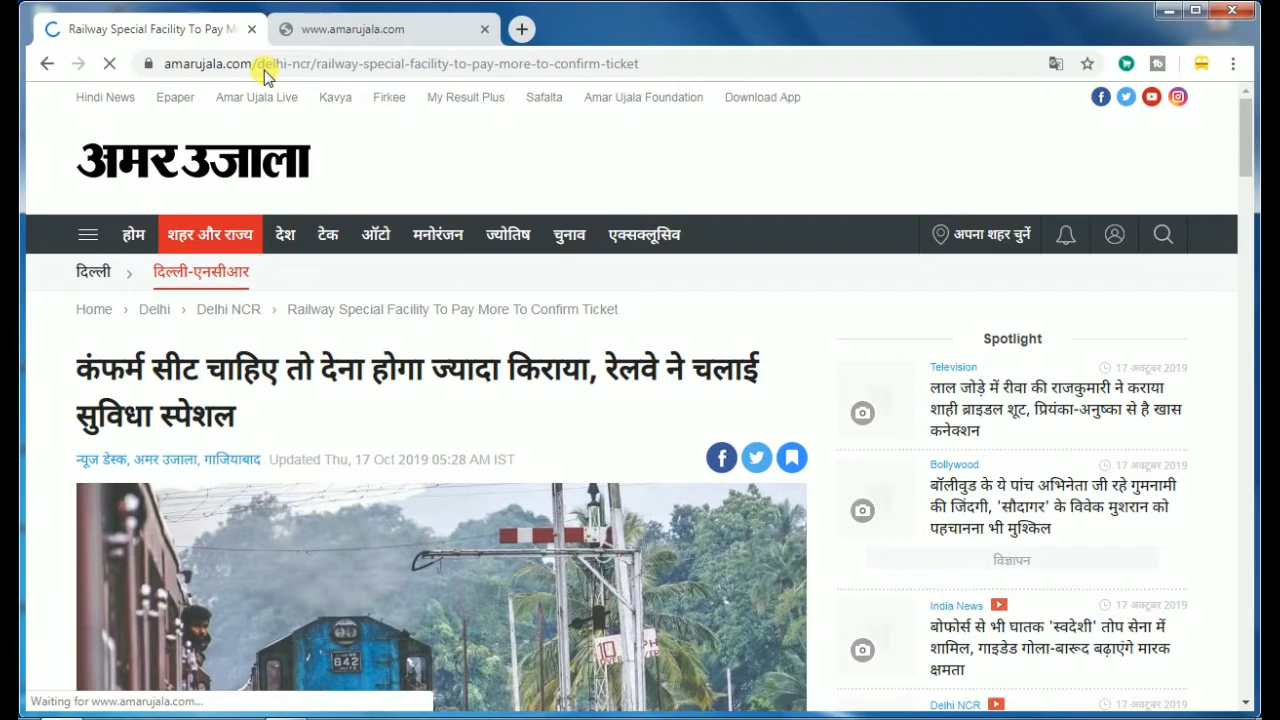 Railway Special Facility To Pay M
www.amarujala.com
amarujala.com/delhi-ncr/railway-special-facility-to-pay-more-to-confirm-ticket
Hindi News Epaper Amar Ujala Live Kavya Firkee My Result Plus Safalta Amar Ujala Foundation Download App
अमर उजाला
होम शहर और राज्य देश टेक ऑटो मनोरंजन ज्योतिष चुनाव एक्सक्लूसिव अपना शहर चुनें
दिल्ली › दिल्ली-एनसीआर
Home › Delhi › Delhi NCR › Railway Special Facility To Pay More To Confirm Ticket
कंफर्म सीट चाहिए तो देना होगा ज्यादा किराया, रेलवे ने चलाई
सुविधा स्पेशल
न्यूज डेस्क, अमर उजाला, गाजियाबाद Updated Thu, 17 Oct 2019 05:28 AM IST
642
10
Spotlight
Television 17 अक्टूबर 2019
लाल जोड़े में रीवा की राजकुमारी ने कराया
शाही ब्राइडल शूट, प्रियंका-अनुष्का से है खास
कनेक्शन
Bollywood 17 अक्टूबर 2019
बॉलीवुड के ये पांच अभिनेता जी रहे गुमनामी
की जिंदगी, 'सौदागर' के विवेक मुशरान को
पहचानना भी मुश्किल
विज्ञापन
India News 17 अक्टूबर 2019
बोफोर्स से भी घातक 'स्वदेशी' तोप सेना में
शामिल, गाइडेड गोला-बारूद बढ़ाएंगे मारक
क्षमता
Delhi NCR 17 अक्टूबर 2019
Waiting for www.amarujala.com...